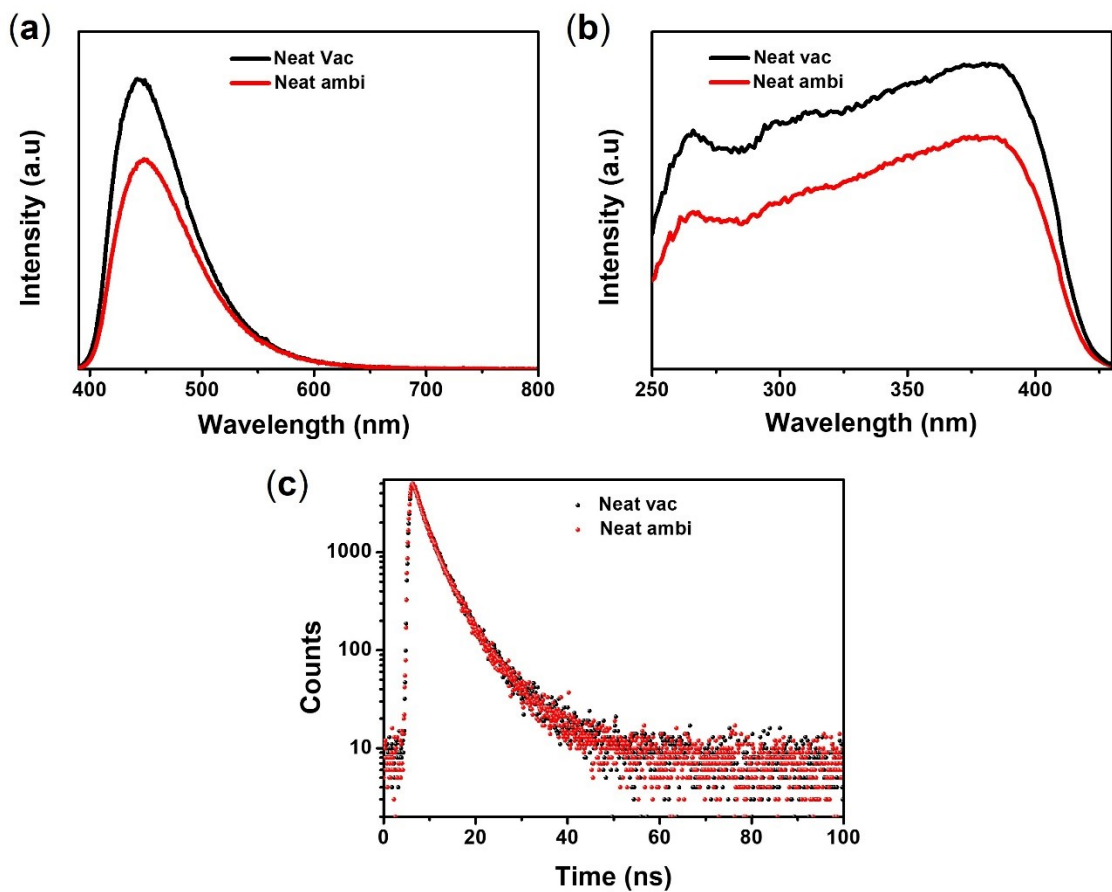 (a)
Neat Vac
Neat ambi
Intensity (a.u)
400
500
600
700
800
Wavelength (nm)
(b)
Neat vac
Neat ambi
Intensity (a.u)
250
300
350
400
Wavelength (nm)
(c)
Neat vac
Neat ambi
Counts
1000
100
10
0
20
40
60
80
100
Time (ns)